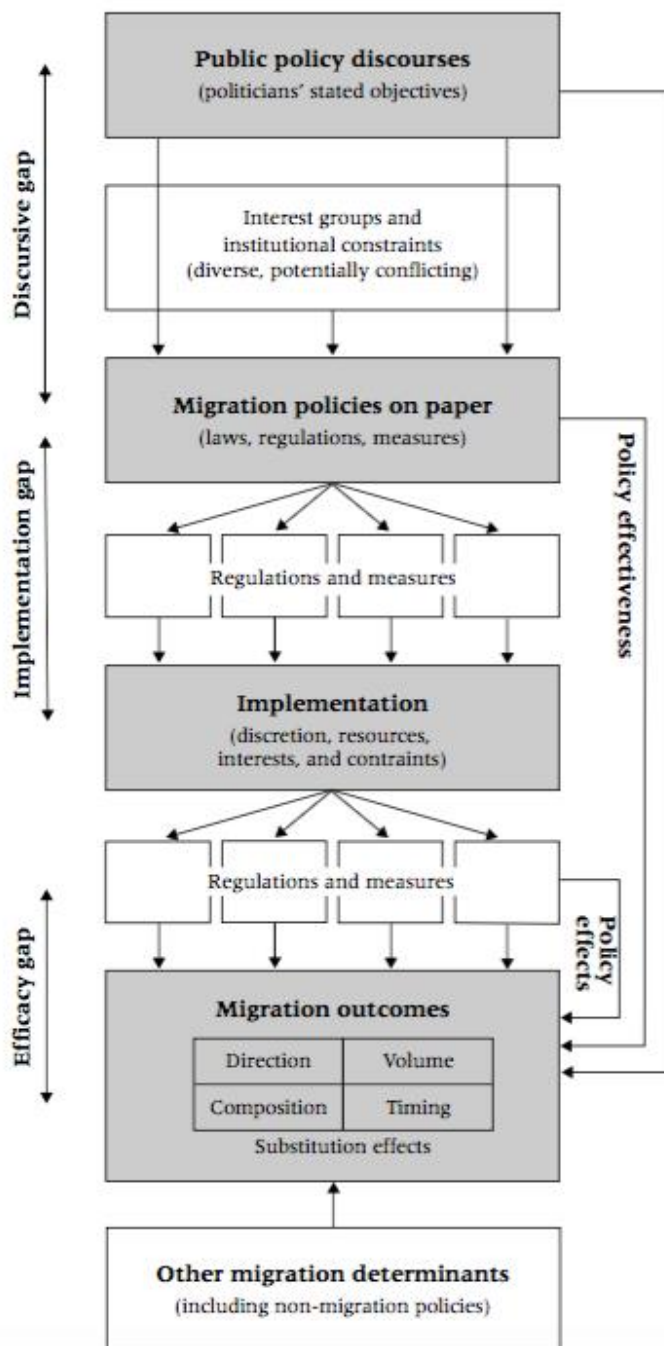 Public policy discourses
(politicians' stated objectives)
Discursive gap
Interest groups and
institutional constraints
(diverse, potentially conflicting)
Migration policies on paper
(laws, regulations, measures)
Implementation gap
Policy effectiveness
Regulations and measures
Implementation
(discretion, resources,
interests, and contraints)
Regulations and measures
Policy
effects
Efficacy gap
Migration outcomes
Direction
Volume
Composition
Timing
Substitution effects
Other migration determinants
(including non-migration policies)